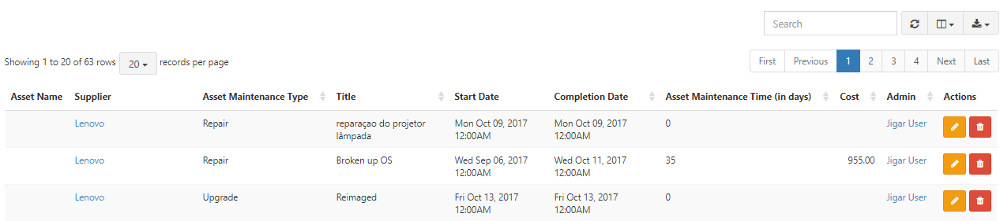 Search
Showing 1 to 20 of 63 rows 20 records per page
First Previous 1 2 3 4 Next Last
Asset Name Supplier Asset Maintenance Type Title Start Date Completion Date Asset Maintenance Time (in days) Cost Admin Actions
Lenovo Repair reparaçao do projetor Mon Oct 09, 2017 Mon Oct 09, 2017 0 Jigar User
lâmpada 12:00AM 12:00AM
Lenovo Repair Broken up OS Wed Sep 06, 2017 Wed Oct 11, 2017 35 955.00 Jigar User
12:00AM 12:00AM
Lenovo Upgrade Reimaged Fri Oct 13, 2017 Fri Oct 13, 2017 0 Jigar User
12:00AM 12:00AM